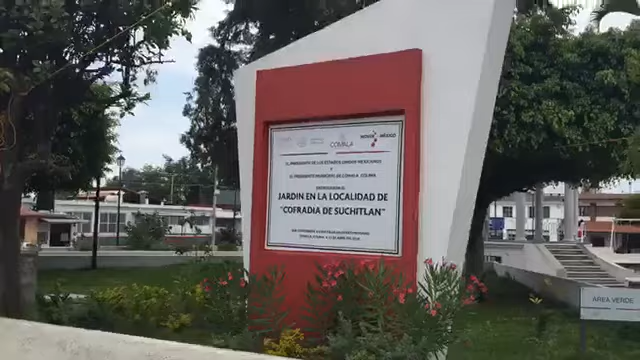 COMALA
MÉXICO
EL PRESIDENTE DE LOS ESTADOS UNIDOS MEXICANOS
Y
EL PRESIDENTE MUNICIPAL DE COMALA, COLIMA
JARDIN EN LA LOCALIDAD DE
"COFRADIA DE SUCHITLAN"
AREA VERDE